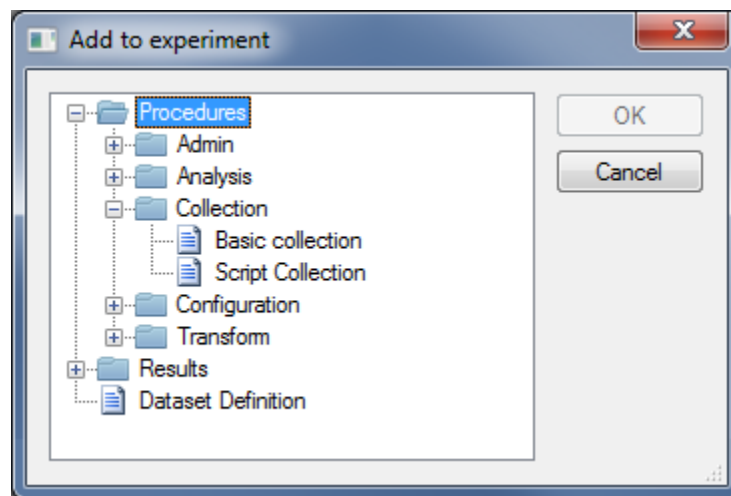 Add to experiment
Procedures
OK
Admin
Analysis
Cancel
Collection
Basic collection
Script Collection
Configuration
Transform
Results
Dataset Definition